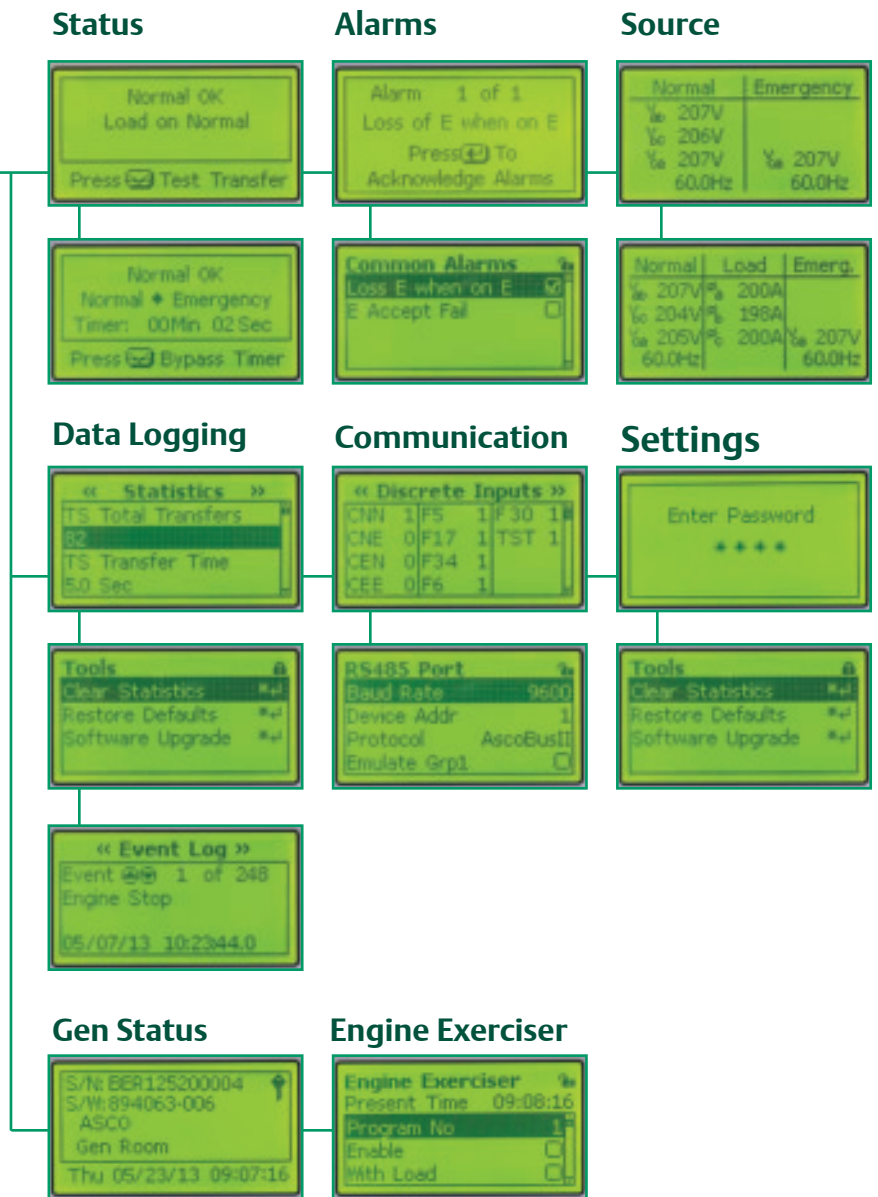 Status
Normal OK
Load on Normal
Press Test Transfer
Normal OK
Normal Emergency
Timer: 00Min 02Sec
Press Bypass Timer
Alarms
Alarm 1 of 1
Loss of E when on E
Press To
Acknowledge Alarms
Common Alarms
Loss E when on E
E Accept Fail
Source
Normal Emergency
Vab 207V
Vbc 206V
Vca 207V Vca 207V
60.0Hz 60.0Hz
Normal Load Emerg.
Vab 207V 200A
Vbc 204V 198A
Vca 205V 200A Vca 207V
60.0Hz 60.0Hz
Data Logging
« Statistics »
TS Total Transfers
82
TS Transfer Time
5.0 Sec
Tools
Clear Statistics
Restore Defaults
Software Upgrade
« Event Log »
Event 1 of 248
Engine Stop
05/07/13 10:23:44.0
Communication
« Discrete Inputs »
CNN 1 F5 1 F30 1
CNE 0 F17 1 TST 1
CEN 0 F34 1
CEE 0 F6 1
RS485 Port
Baud Rate 9600
Device Addr 1
Protocol AscoBusII
Emulate Grp1
Settings
Enter Password
Tools
Clear Statistics
Restore Defaults
Software Upgrade
Gen Status
S/N: BER125200004
S/W: 894063-006
ASCO
Gen Room
Thu 05/23/13 09:07:16
Engine Exerciser
Engine Exerciser
Present Time 09:08:16
Program No 1
Enable
With Load